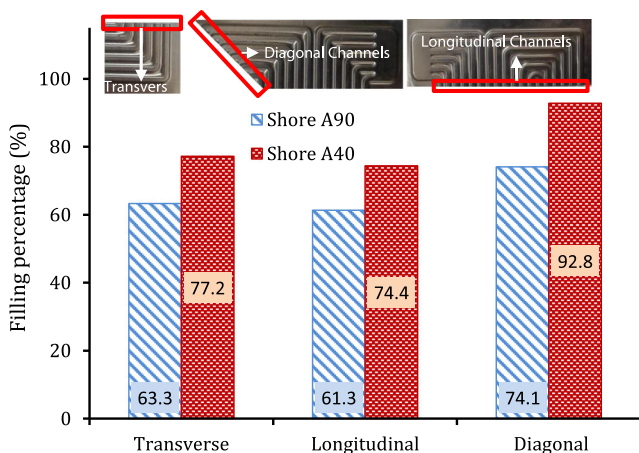 Transvers
Diagonal Channels
Longitudinal Channels
Shore A90
Shore A40
Filling percentage (%)
100
80
60
40
20
0
77.2
74.4
92.8
63.3
61.3
74.1
Transverse
Longitudinal
Diagonal